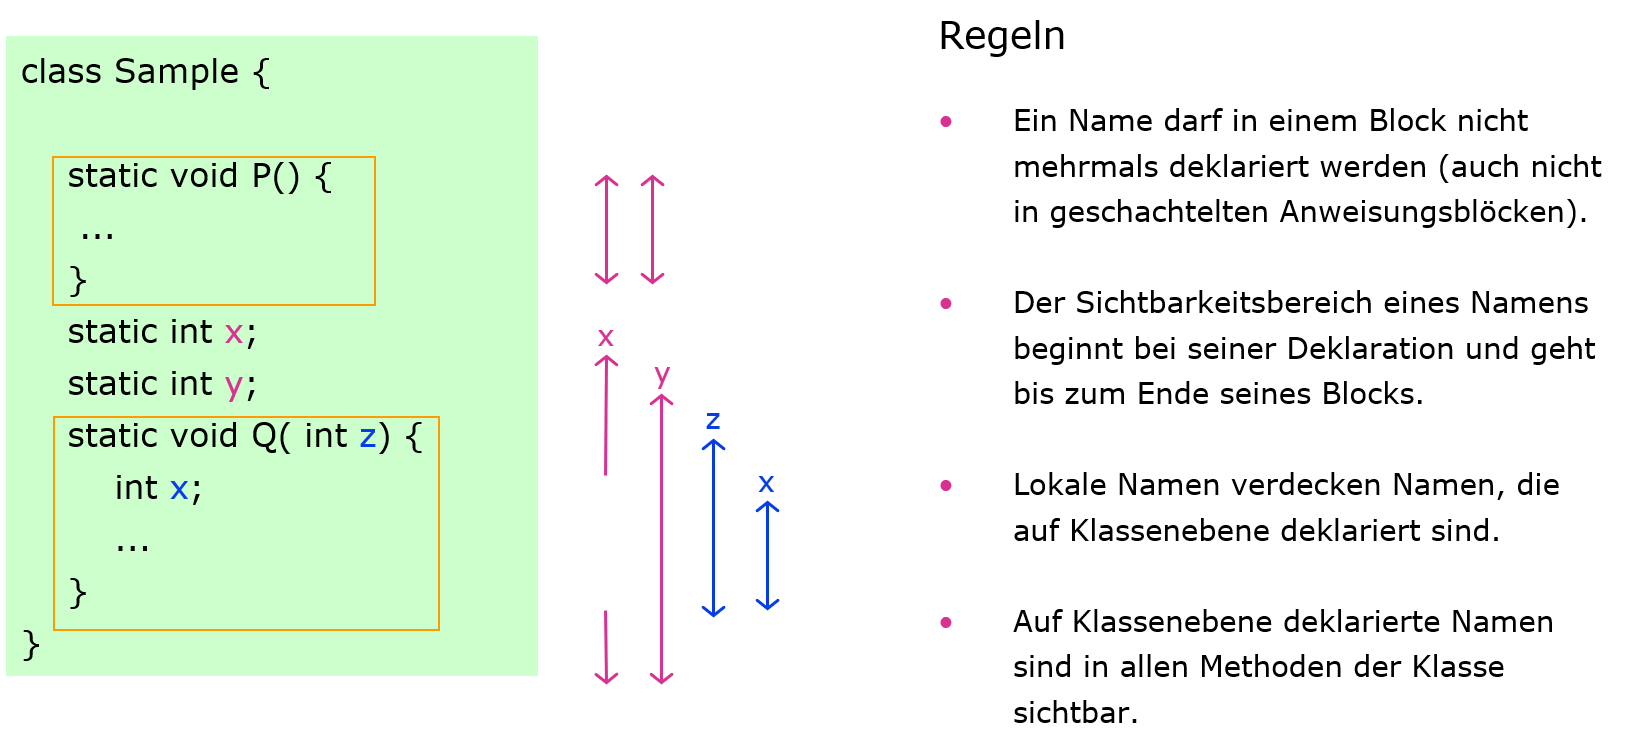 class Sample {
static void P() {
...
}
static int x;
static int y;
static void Q( int z) {
int x;
...
}
}
x
y
z
x
Regeln
• Ein Name darf in einem Block nicht
mehrmals deklariert werden (auch nicht
in geschachtelten Anweisungsblöcken).
• Der Sichtbarkeitsbereich eines Namens
beginnt bei seiner Deklaration und geht
bis zum Ende seines Blocks.
• Lokale Namen verdecken Namen, die
auf Klassenebene deklariert sind.
• Auf Klassenebene deklarierte Namen
sind in allen Methoden der Klasse
sichtbar.